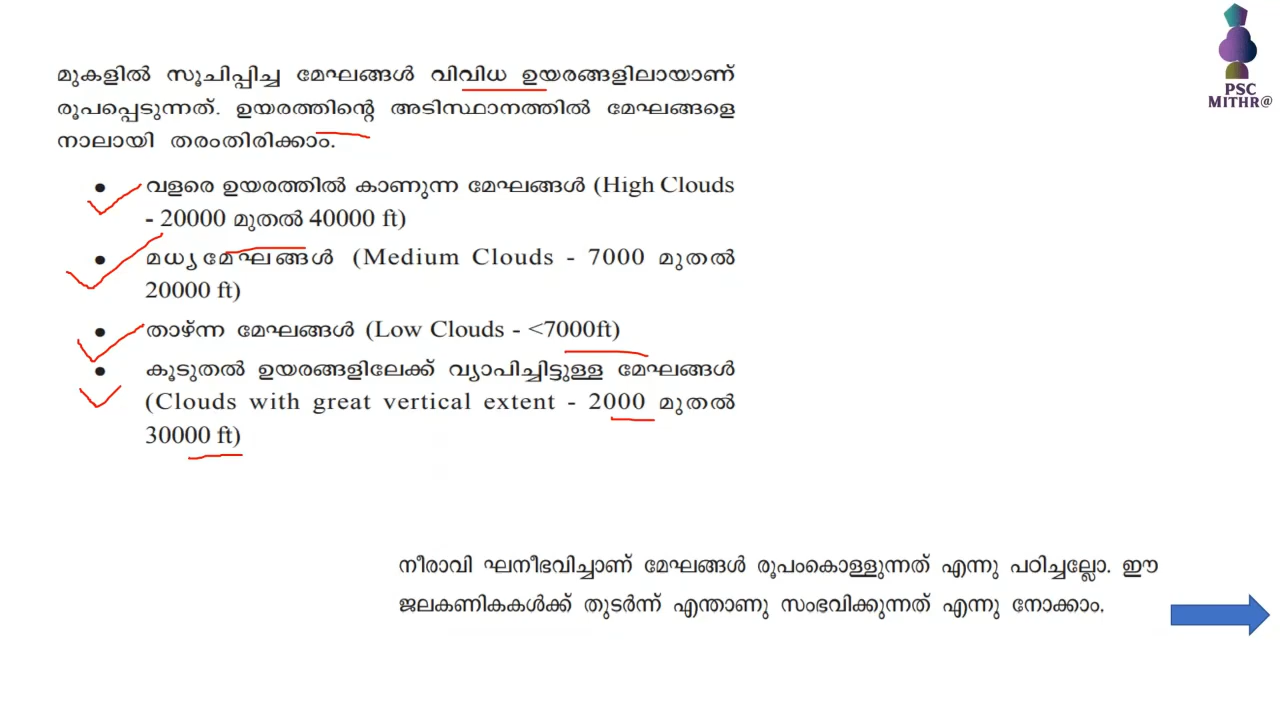 മുകളിൽ സൂചിപ്പിച്ച മേഘങ്ങൾ വിവിധ ഉയരങ്ങളിലായാണ്
രൂപപ്പെടുന്നത്. ഉയരത്തിന്റെ അടിസ്ഥാനത്തിൽ മേഘങ്ങളെ
നാലായി തരംതിരിക്കാം.
● വളരെ ഉയരത്തിൽ കാണുന്ന മേഘങ്ങൾ (High Clouds
- 20000 മുതൽ 40000 ft)
● മധ്യമേഘങ്ങൾ (Medium Clouds - 7000 മുതൽ
20000 ft)
● താഴ്ന്ന മേഘങ്ങൾ (Low Clouds - <7000ft)
● കൂടുതൽ ഉയരങ്ങളിലേക്ക് വ്യാപിച്ചിട്ടുള്ള മേഘങ്ങൾ
(Clouds with great vertical extent - 2000 മുതൽ
30000 ft)
നീരാവി ഘനീഭവിച്ചാണ് മേഘങ്ങൾ രൂപംകൊള്ളുന്നത് എന്നു പഠിച്ചല്ലോ. ഈ
ജലകണികകൾക്ക് തുടർന്ന് എന്താണു സംഭവിക്കുന്നത് എന്നു നോക്കാം.
PSC
MITHR@